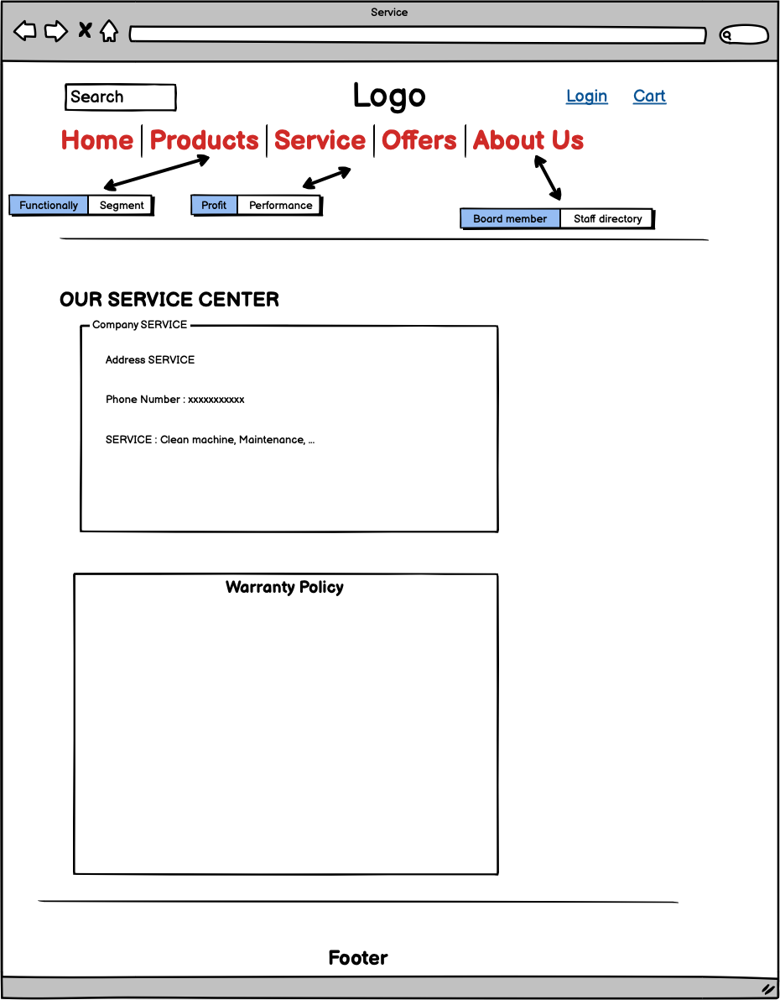 Service
Search
Logo
Login Cart
Home Products Service Offers About Us
Functionally Segment Profit Performance
Board member Staff directory
OUR SERVICE CENTER
Company SERVICE
Address SERVICE
Phone Number : xxxxxxxxxxx
SERVICE : Clean machine, Maintenance, ...
Warranty Policy
Footer